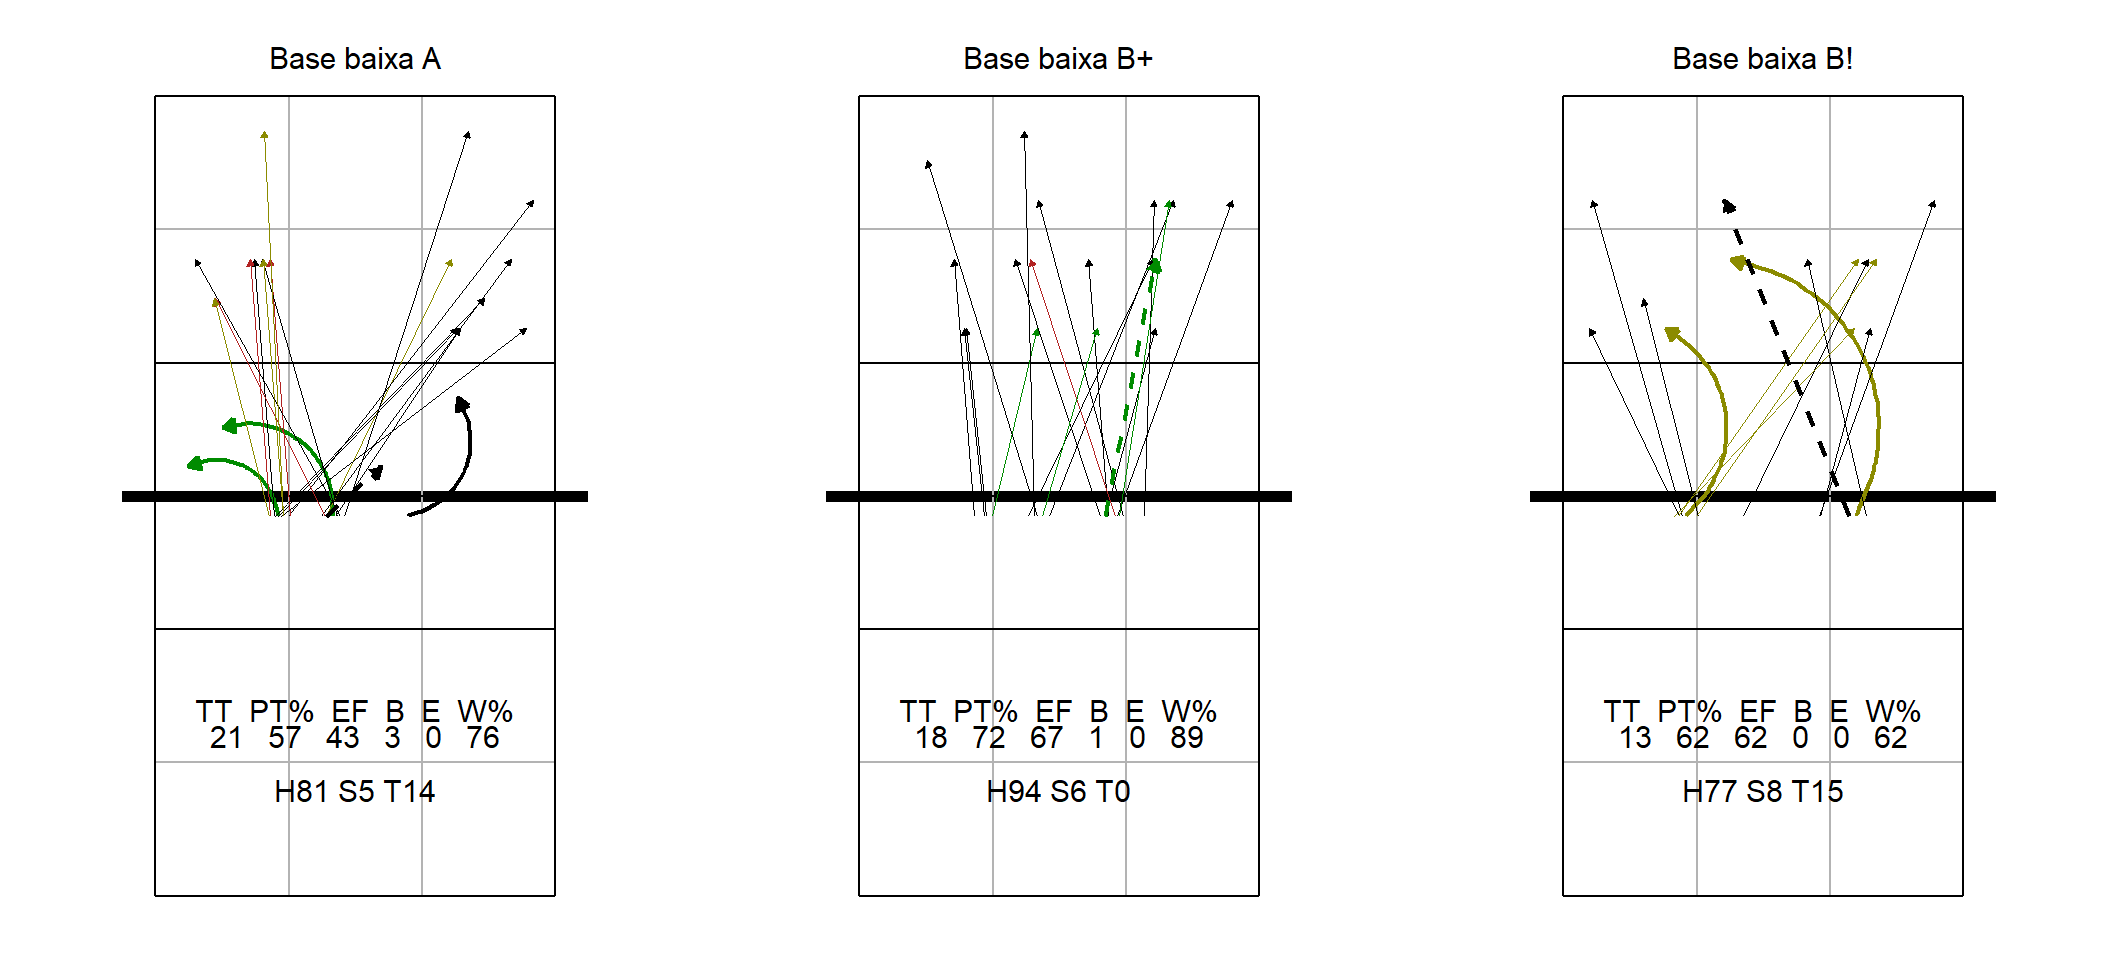 Base baixa A
TT PT% EF B E W%
21 57 43 3 0 76
H81 S5 T14
Base baixa B+
TT PT% EF B E W%
18 72 67 1 0 89
H94 S6 T0
Base baixa B!
TT PT% EF B E W%
13 62 62 0 0 62
H77 S8 T15